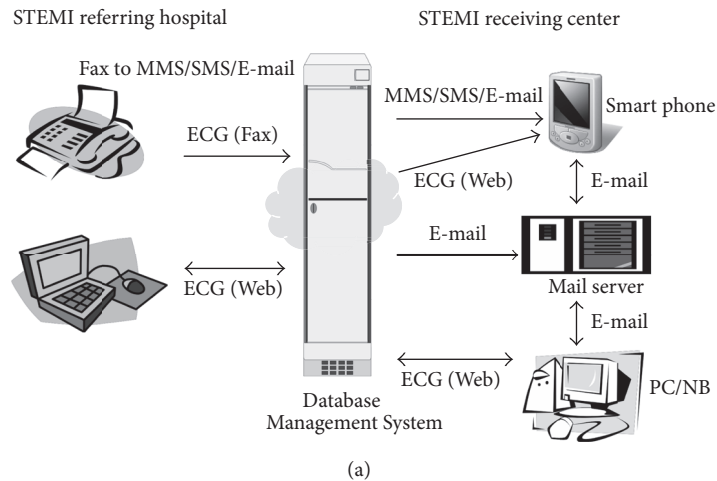 STEMI referring hospital
STEMI receiving center
Fax to MMS/SMS/E-mail
MMS/SMS/E-mail
Smart phone
ECG (Fax)
ECG (Web)
E-mail
E-mail
ECG (Web)
Mail server
E-mail
ECG (Web)
PC/NB
Database
Management System
(a)